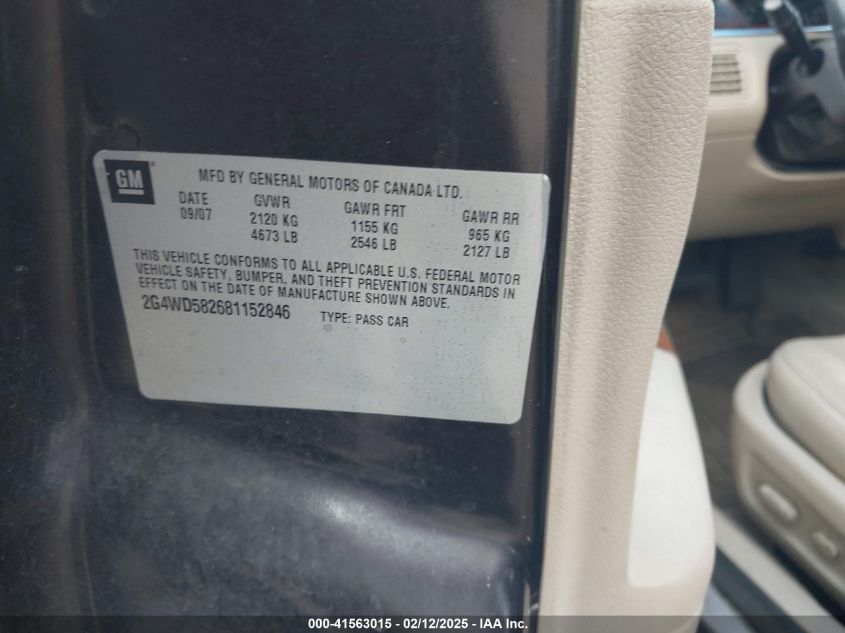 GM
MFD BY GENERAL MOTORS OF CANADA LTD.
DATE GVWR GAWR FRT GAWR RR
09/07 2120 KG 1155 KG 965 KG
4673 LB 2546 LB 2127 LB
THIS VEHICLE CONFORMS TO ALL APPLICABLE U.S. FEDERAL MOTOR
VEHICLE SAFETY, BUMPER, AND THEFT PREVENTION STANDARDS IN
EFFECT ON THE DATE OF MANUFACTURE SHOWN ABOVE.
2G4WD582681152846 TYPE: PASS CAR
000-41563015 - 02/12/2025 - IAA Inc.